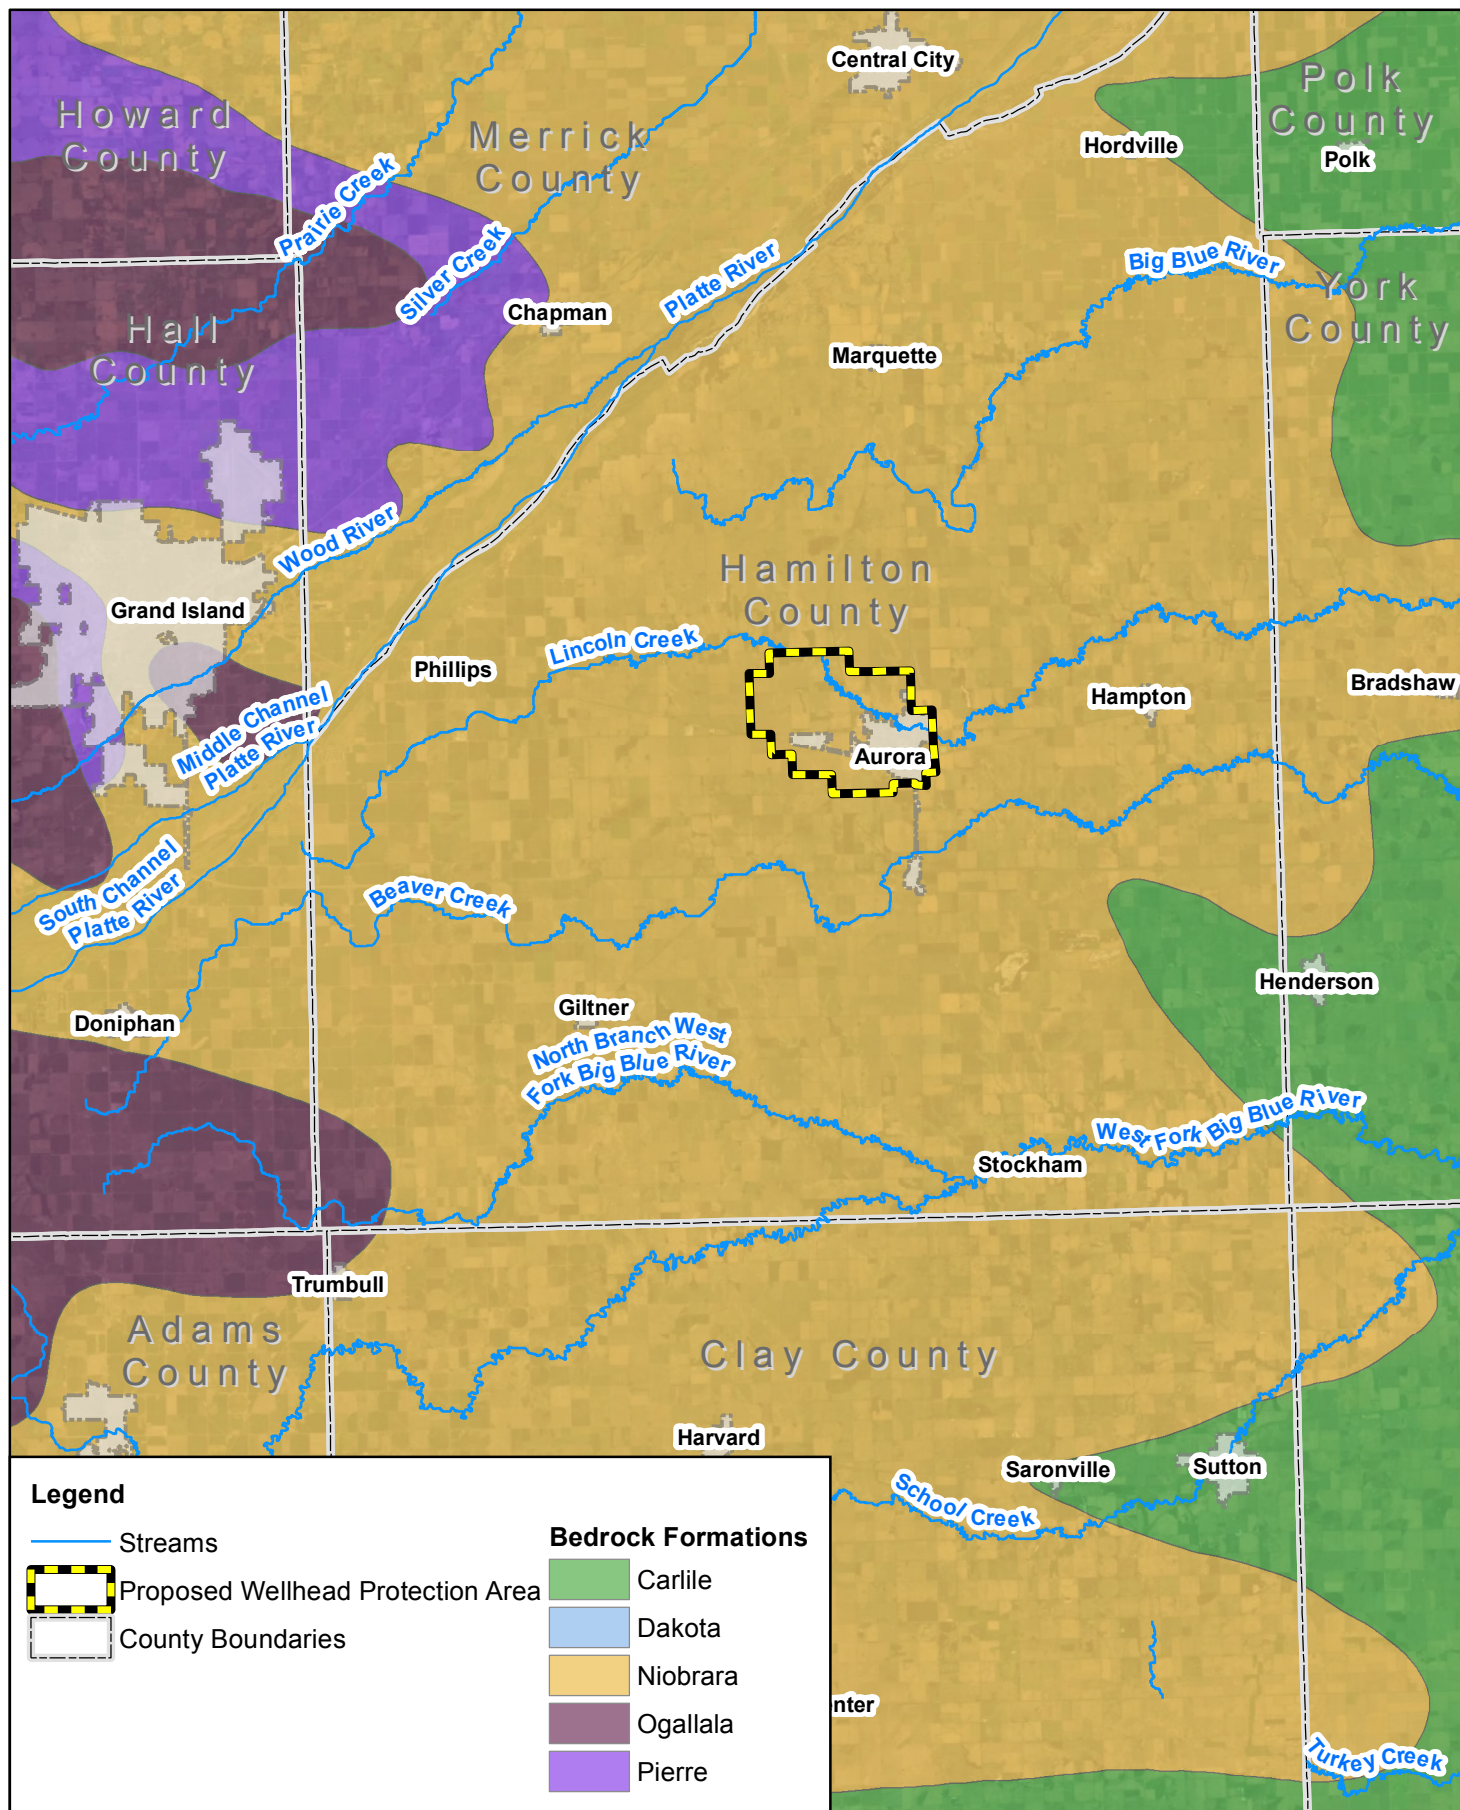 Central City
Howard
County
Merrick
County
Polk
County
Polk
Hordville
Prairie Creek
Silver Creek
Platte River
Big Blue River
York
County
Chapman
Hall
County
Marquette
Wood River
Hamilton
County
Grand Island
Lincoln Creek
Phillips
Hampton
Bradshaw
Middle Channel
Platte River
Aurora
South Channel
Platte River
Beaver Creek
Henderson
Doniphan
Giltner
North Branch West
Fork Big Blue River
West Fork Big Blue River
Stockham
Trumbull
Adams
County
Clay County
Harvard
Saronville
Sutton
School Creek
nter
Turkey Creek
Legend
Streams
Proposed Wellhead Protection Area
County Boundaries
Bedrock Formations
Carlile
Dakota
Niobrara
Ogallala
Pierre